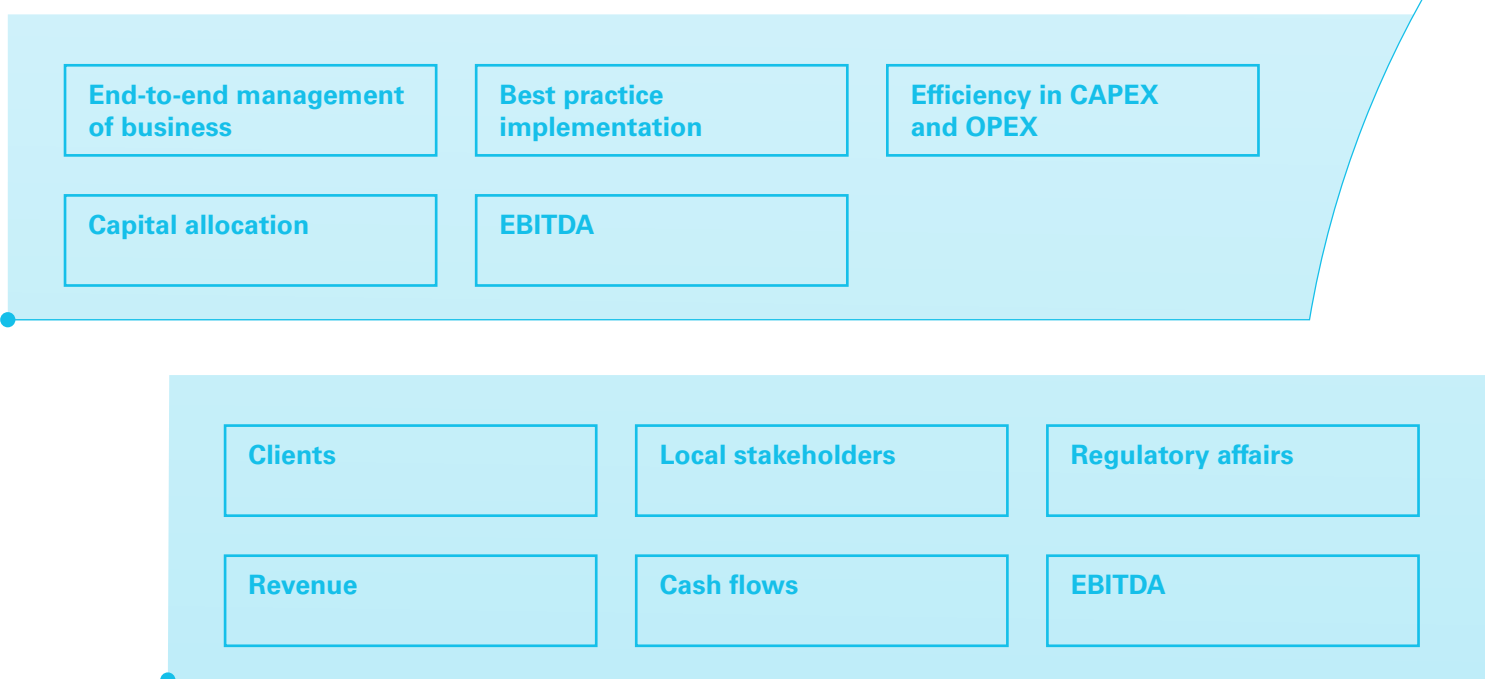 End-to-end management
of business
Best practice
implementation
Efficiency in CAPEX
and OPEX
Capital allocation
EBITDA
Clients
Local stakeholders
Regulatory affairs
Revenue
Cash flows
EBITDA